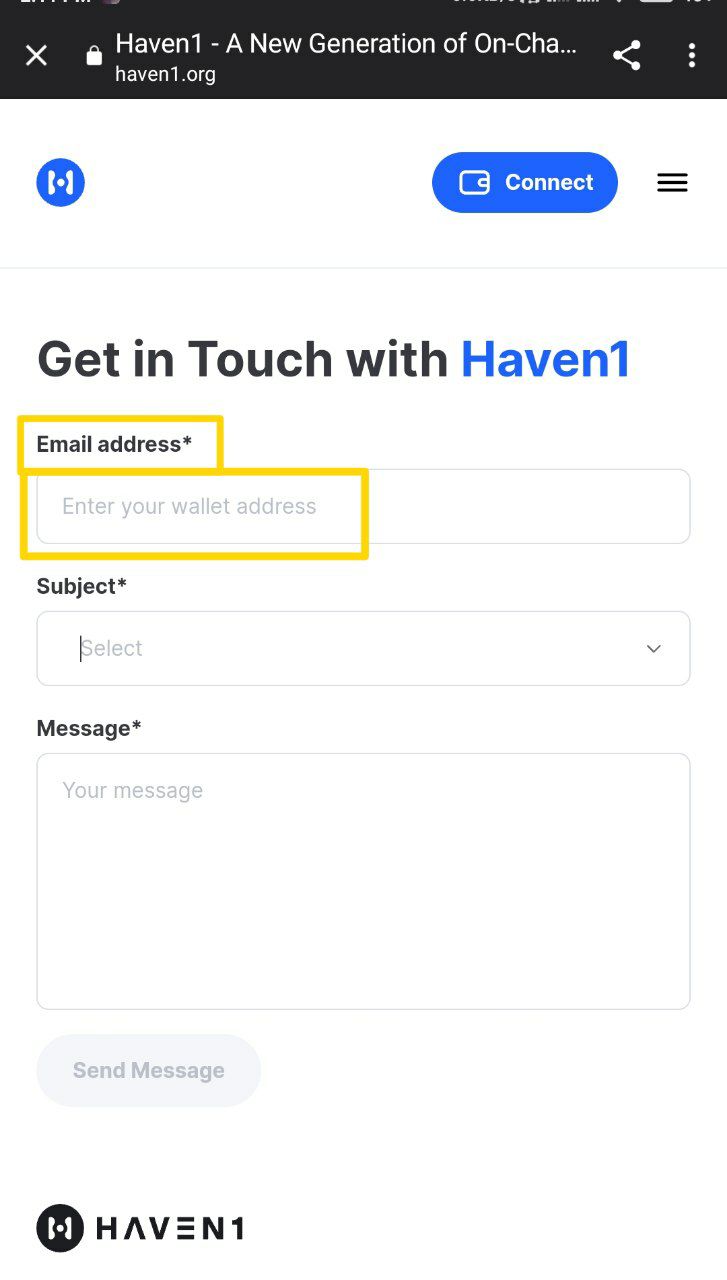 Haven1 - A New Generation of On-Cha...
haven1.org
Connect
Get in Touch with Haven1
Email address*
Enter your wallet address
Subject*
Select
Message*
Your message
Send Message
HAVEN1